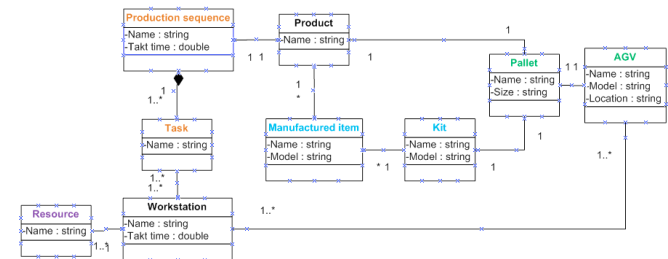 Production sequence
-Name : string
-Takt time : double
Product
-Name : string
1
1 1
1
Pallet
-Name : string
-Size : string
1 1
AGV
-Name : string
-Model : string
-Location : string
1
1..*
1
*
Task
-Name : string
Manufactured item
-Name : string
-Model : string
* 1
Kit
-Name : string
-Model : string
1
1
1..*
1..*
1..*
Resource
-Name : string
1..*
1
Workstation
-Name : string
-Takt time : double
1..*